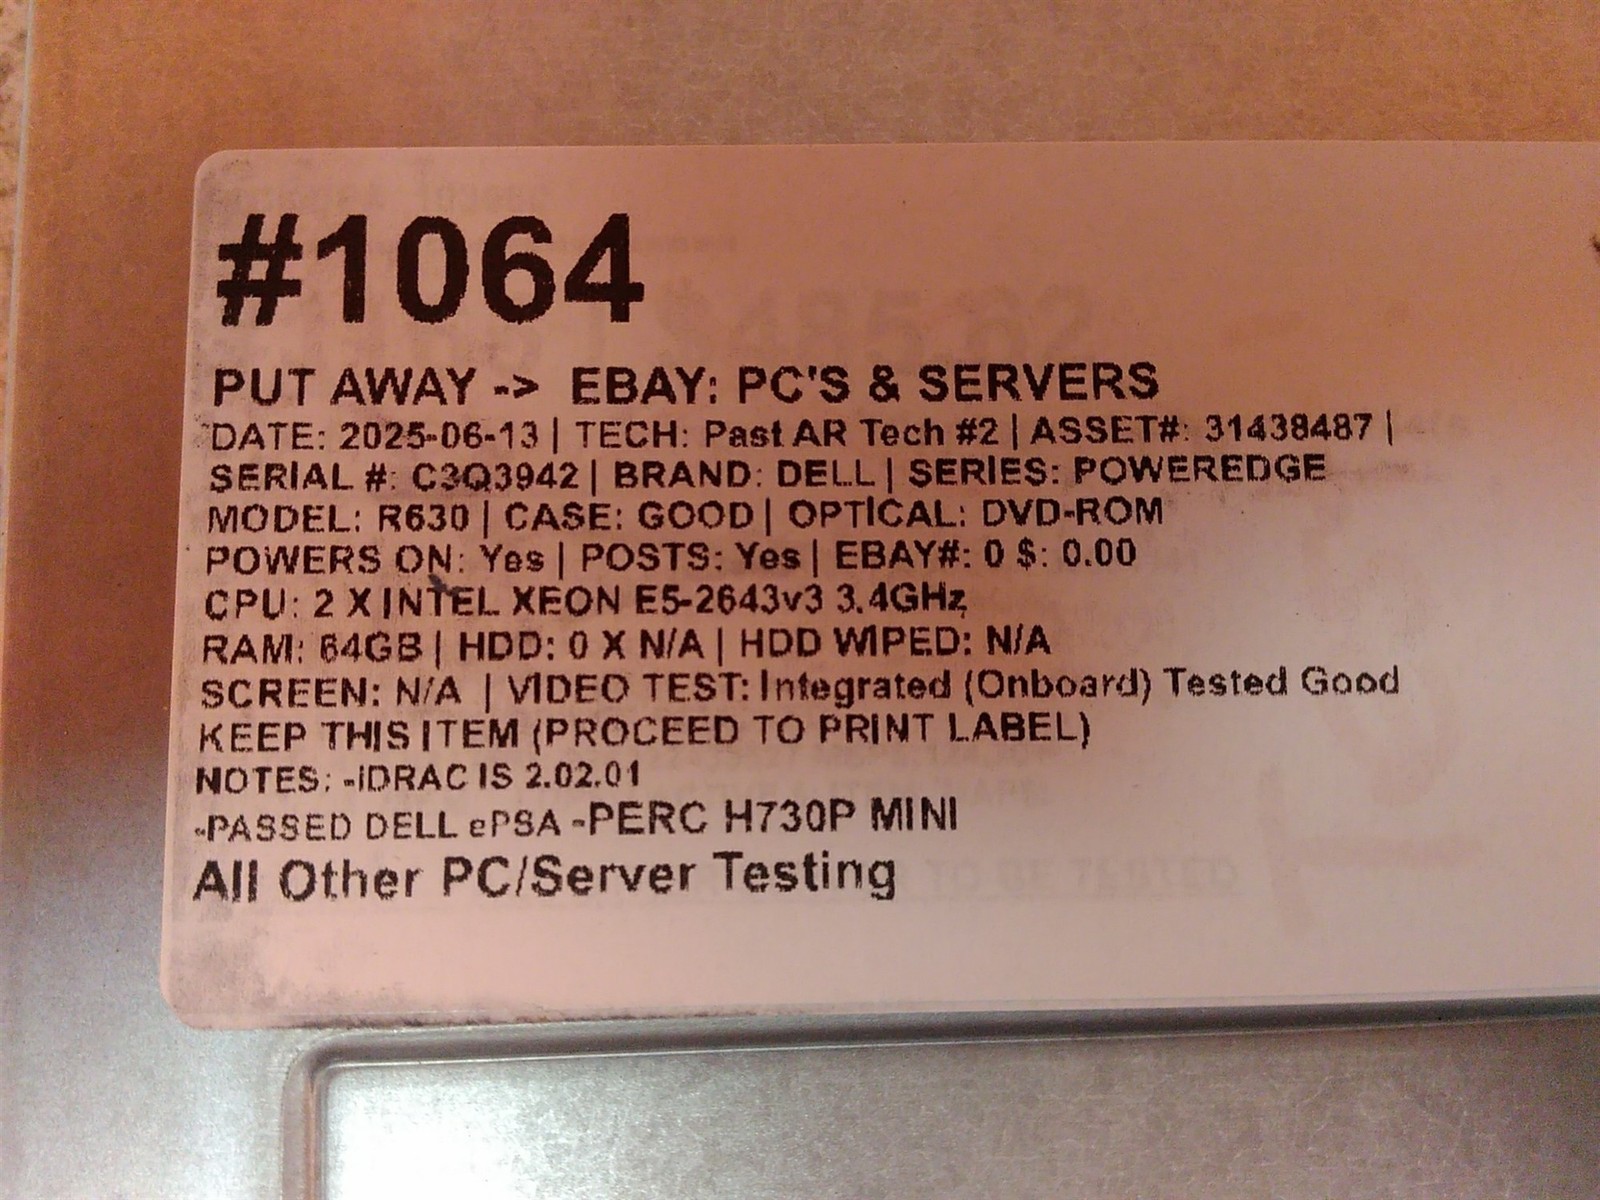 #1064
PUT AWAY -> EBAY: PC'S & SERVERS
DATE: 2025-06-13 | TECH: Past AR Tech #2 | ASSET#: 31438487 |
SERIAL #: C3Q3942 | BRAND: DELL | SERIES: POWEREDGE
MODEL: R630 | CASE: GOOD | OPTICAL: DVD-ROM
POWERS ON: Yes | POSTS: Yes | EBAY#: 0 $: 0.00
CPU: 2 X INTEL XEON E5-2643v3 3.4GHz
RAM: 64GB | HDD: 0 X N/A | HDD WIPED: N/A
SCREEN: N/A | VIDEO TEST: Integrated (Onboard) Tested Good
KEEP THIS ITEM (PROCEED TO PRINT LABEL)
NOTES: -iDRAC IS 2.02.01
-PASSED DELL ePSA -PERC H730P MINI
All Other PC/Server Testing